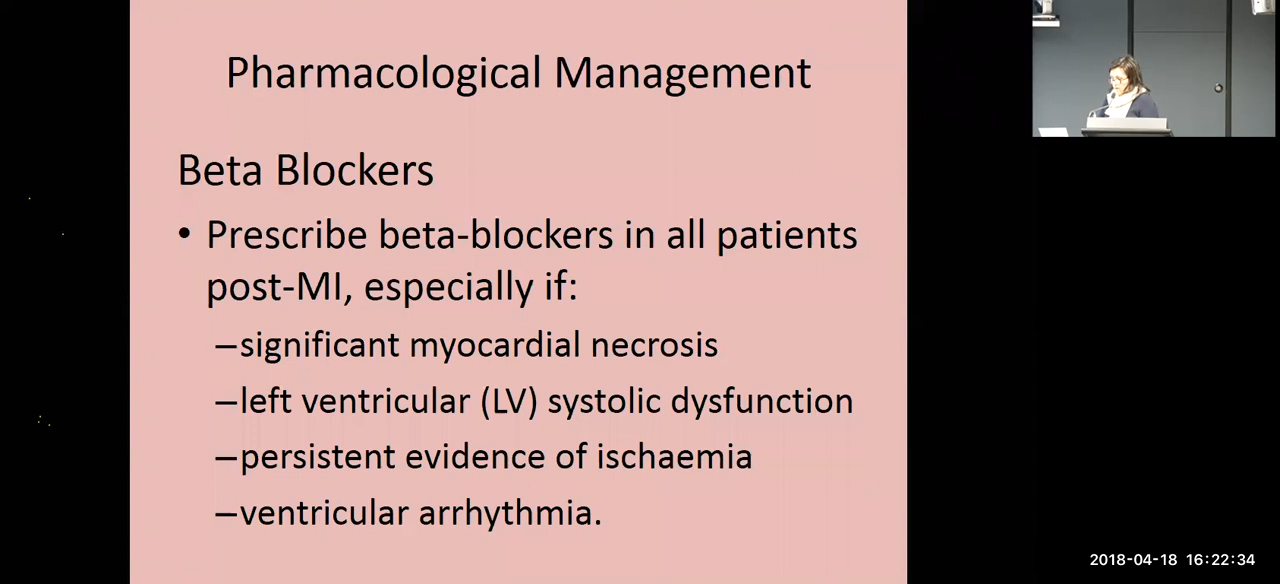 Pharmacological Management
Beta Blockers
• Prescribe beta-blockers in all patients
post-MI, especially if:
–significant myocardial necrosis
–left ventricular (LV) systolic dysfunction
–persistent evidence of ischaemia
–ventricular arrhythmia.
2018-04-18 16:22:34